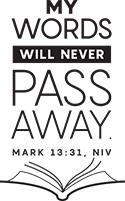 MY
WORDS
WILL NEVER
PASS
AWAY.
MARK 13:31, NIV